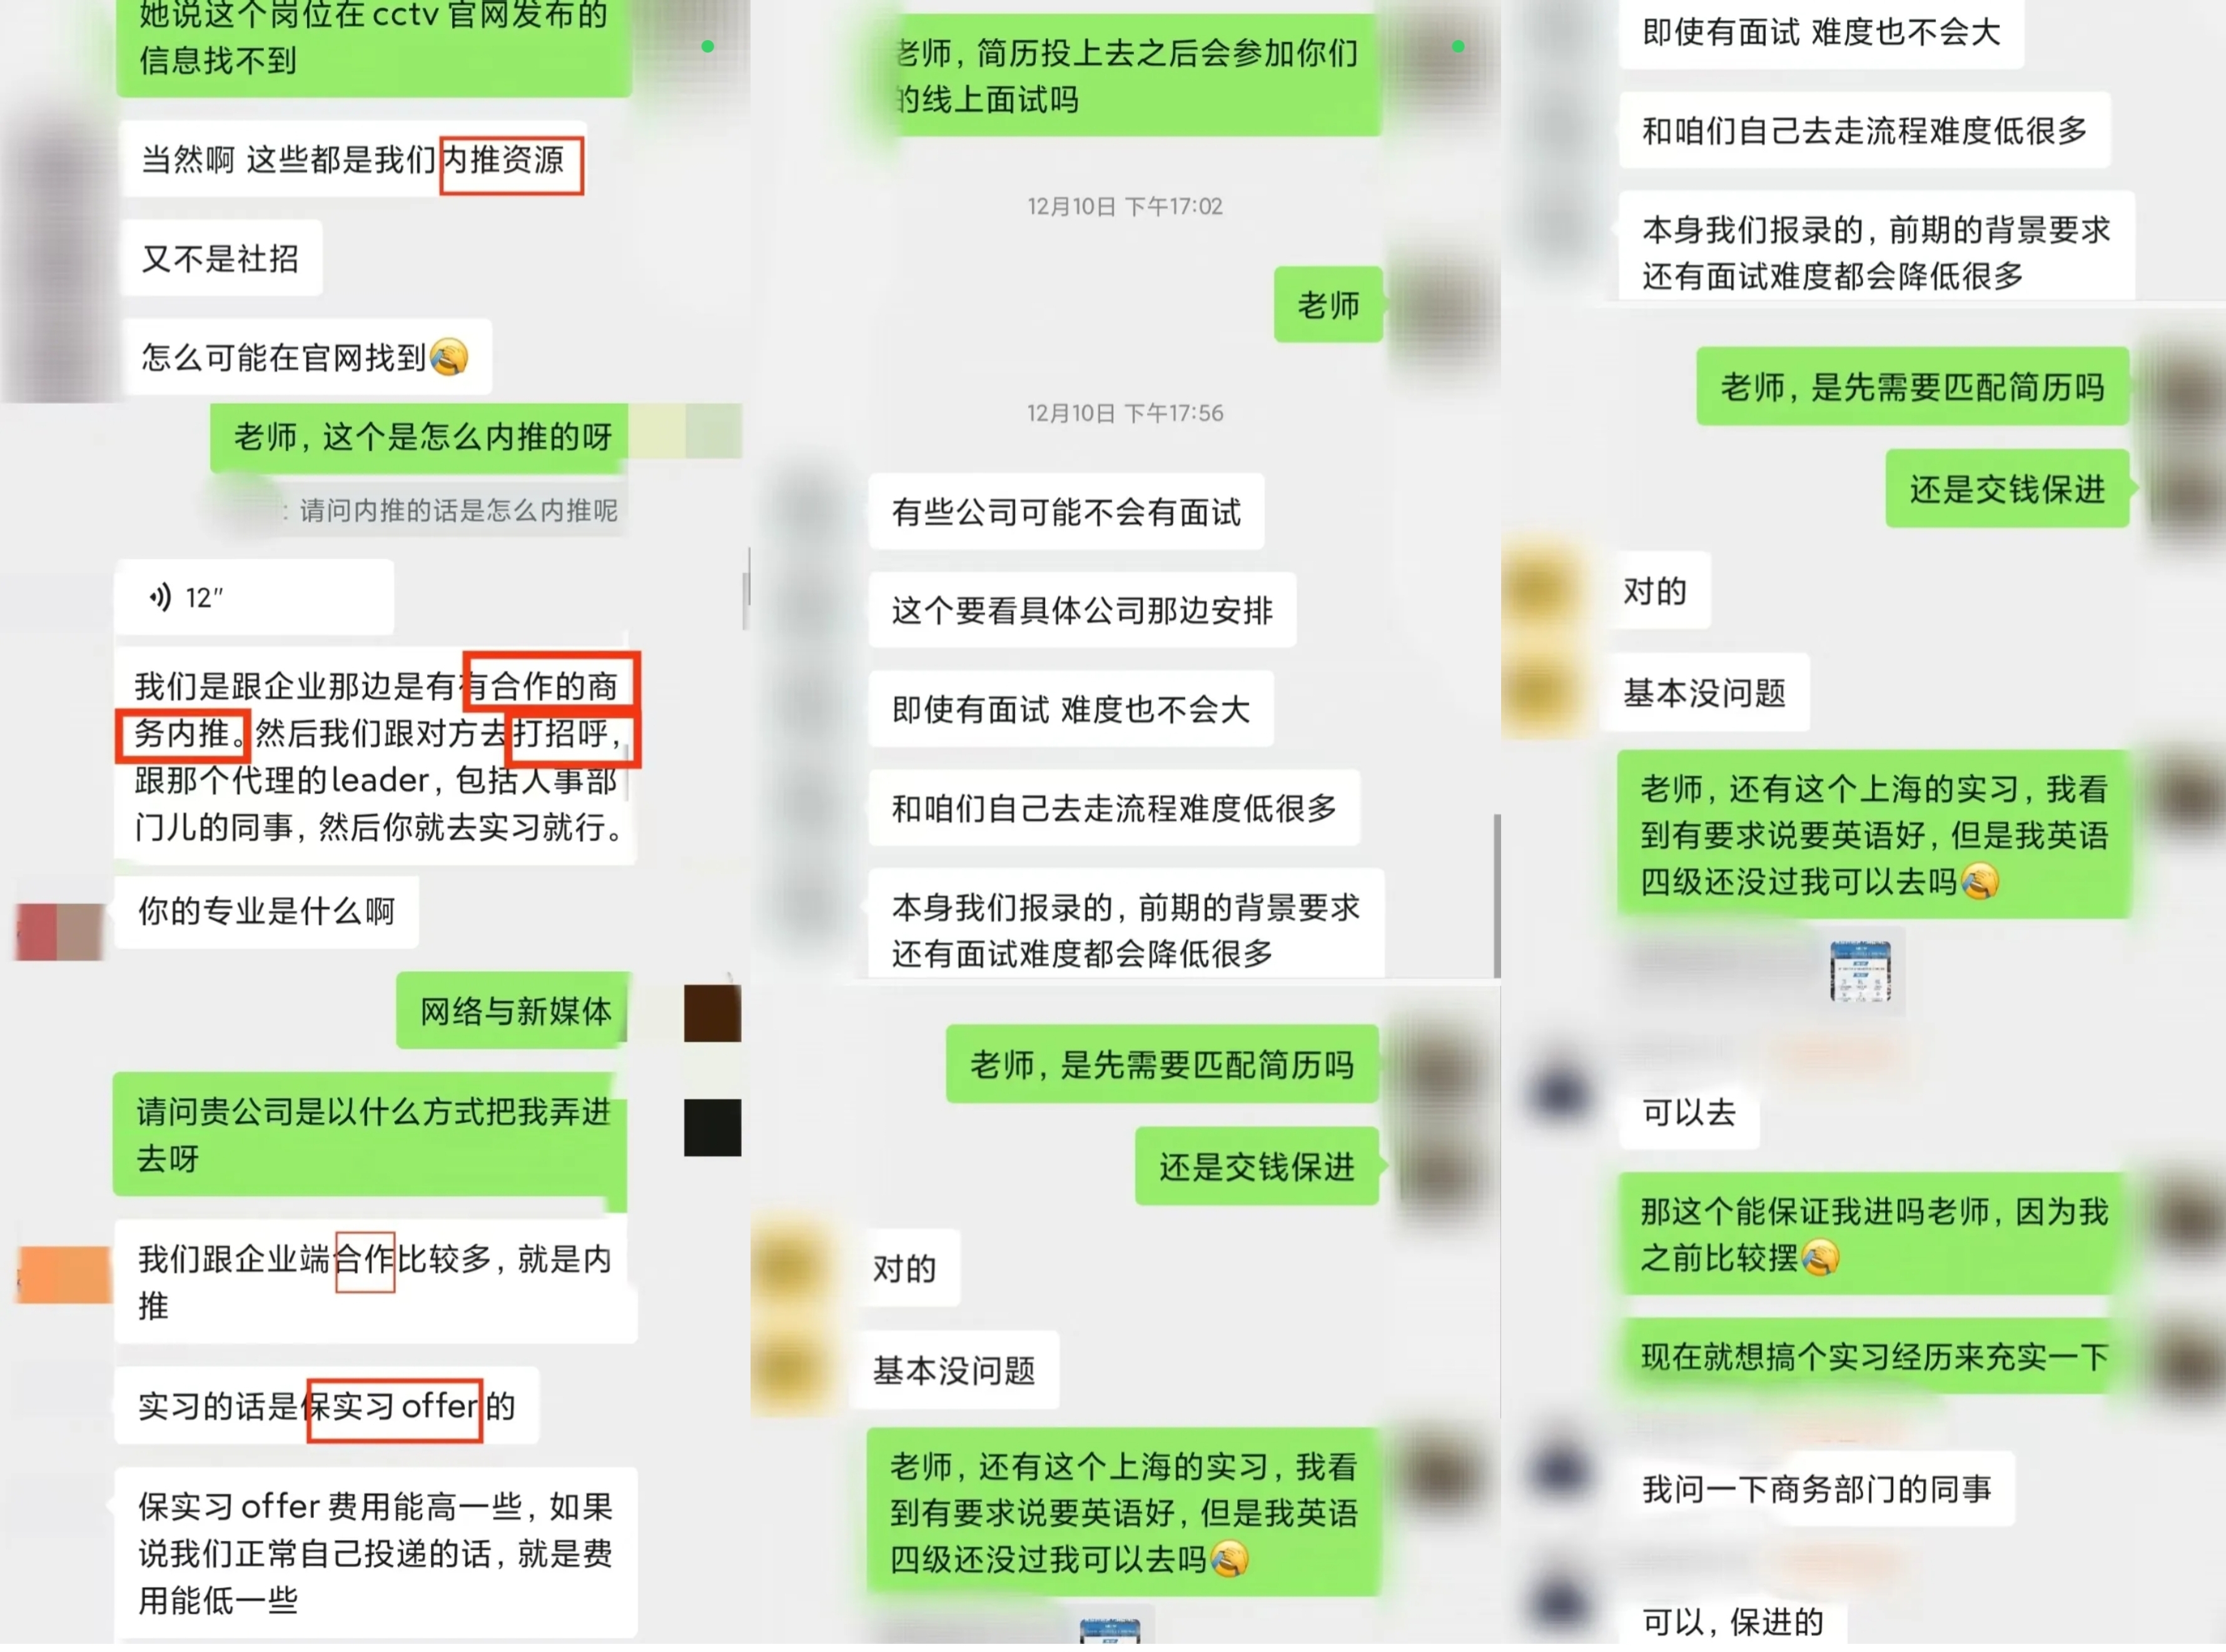 她说这个岗位在cctv官网发布的
信息找不到
当然啊 这些都是我们内推资源
又不是社招
怎么可能在官网找到
老师，这个是怎么内推的呀
：请问内推的话是怎么内推呢
12"
我们是跟企业那边是有有合作的商
务内推。然后我们跟对方去打招呼，
跟那个代理的leader，包括人事部
门儿的同事，然后你就去实习就行。
你的专业是什么啊
网络与新媒体
请问贵公司是以什么方式把我弄进
去呀
我们跟企业端合作比较多，就是内
推
实习的话是保实习offer的
保实习offer费用能高一些，如果
说我们正常自己投递的话，就是费
用能低一些
老师，简历投上去之后会参加你们
的线上面试吗
12月10日 下午17:02
老师
12月10日 下午17:56
有些公司可能不会有面试
这个要看具体公司那边安排
即使有面试 难度也不会大
和咱们自己去走流程难度低很多
本身我们报录的，前期的背景要求
还有面试难度都会降低很多
老师，是先需要匹配简历吗
还是交钱保进
对的
基本没问题
老师，还有这个上海的实习，我看
到有要求说要英语好，但是我英语
四级还没过我可以去吗
即使有面试 难度也不会大
和咱们自己去走流程难度低很多
本身我们报录的，前期的背景要求
还有面试难度都会降低很多
老师，是先需要匹配简历吗
还是交钱保进
对的
基本没问题
老师，还有这个上海的实习，我看
到有要求说要英语好，但是我英语
四级还没过我可以去吗
可以去
那这个能保证我进吗老师，因为我
之前比较摆
现在就想搞个实习经历来充实一下
我问一下商务部门的同事
可以，保进的